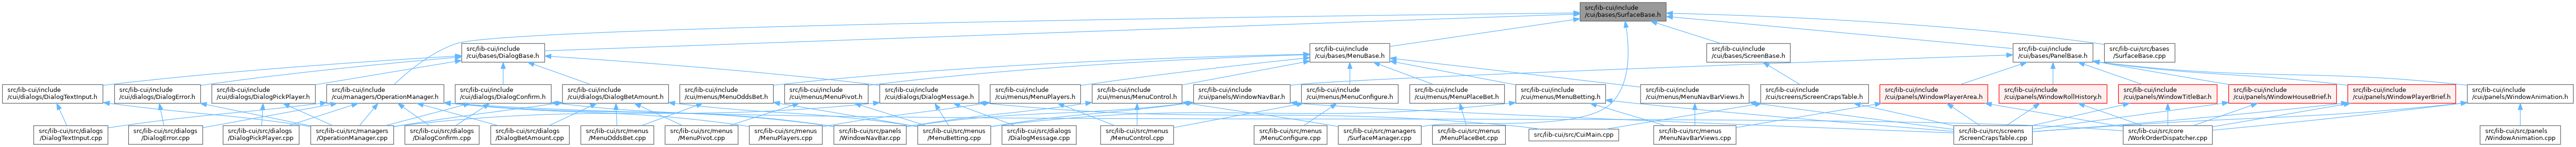 src/lib-cui/include
/cui/bases/SurfaceBase.h
src/lib-cui/include
/cui/bases/DialogBase.h
src/lib-cui/include
/cui/bases/MenuBase.h
src/lib-cui/include
/cui/bases/ScreenBase.h
src/lib-cui/include
/cui/bases/PanelBase.h
src/lib-cui/src/bases
/SurfaceBase.cpp
src/lib-cui/include
/cui/dialogs/DialogTextInput.h
src/lib-cui/include
/cui/dialogs/DialogError.h
src/lib-cui/include
/cui/dialogs/DialogPickPlayer.h
src/lib-cui/include
/cui/managers/OperationManager.h
src/lib-cui/include
/cui/dialogs/DialogConfirm.h
src/lib-cui/include
/cui/dialogs/DialogBetAmount.h
src/lib-cui/include
/cui/menus/MenuOddsBet.h
src/lib-cui/include
/cui/menus/MenuPivot.h
src/lib-cui/include
/cui/dialogs/DialogMessage.h
src/lib-cui/include
/cui/menus/MenuPlayers.h
src/lib-cui/include
/cui/menus/MenuControl.h
src/lib-cui/include
/cui/panels/WindowNavBar.h
src/lib-cui/include
/cui/menus/MenuConfigure.h
src/lib-cui/include
/cui/menus/MenuPlaceBet.h
src/lib-cui/include
/cui/menus/MenuBetting.h
src/lib-cui/include
/cui/menus/MenuNavBarViews.h
src/lib-cui/include
/cui/screens/ScreenCrapsTable.h
src/lib-cui/include
/cui/panels/WindowPlayerArea.h
src/lib-cui/include
/cui/panels/WindowRollHistory.h
src/lib-cui/include
/cui/panels/WindowTitleBar.h
src/lib-cui/include
/cui/panels/WindowHouseBrief.h
src/lib-cui/include
/cui/panels/WindowPlayerBrief.h
src/lib-cui/include
/cui/panels/WindowAnimation.h
src/lib-cui/src/dialogs
/DialogTextInput.cpp
src/lib-cui/src/dialogs
/DialogError.cpp
src/lib-cui/src/dialogs
/DialogPickPlayer.cpp
src/lib-cui/src/managers
/OperationManager.cpp
src/lib-cui/src/dialogs
/DialogConfirm.cpp
src/lib-cui/src/dialogs
/DialogBetAmount.cpp
src/lib-cui/src/menus
/MenuOddsBet.cpp
src/lib-cui/src/menus
/MenuPivot.cpp
src/lib-cui/src/menus
/MenuPlayers.cpp
src/lib-cui/src/panels
/WindowNavBar.cpp
src/lib-cui/src/menus
/MenuBetting.cpp
src/lib-cui/src/dialogs
/DialogMessage.cpp
src/lib-cui/src/menus
/MenuControl.cpp
src/lib-cui/src/menus
/MenuConfigure.cpp
src/lib-cui/src/managers
/SurfaceManager.cpp
src/lib-cui/src/menus
/MenuPlaceBet.cpp
src/lib-cui/src/CuiMain.cpp
src/lib-cui/src/menus
/MenuNavBarViews.cpp
src/lib-cui/src/screens
/ScreenCrapsTable.cpp
src/lib-cui/src/core
/WorkOrderDispatcher.cpp
src/lib-cui/src/panels
/WindowAnimation.cpp